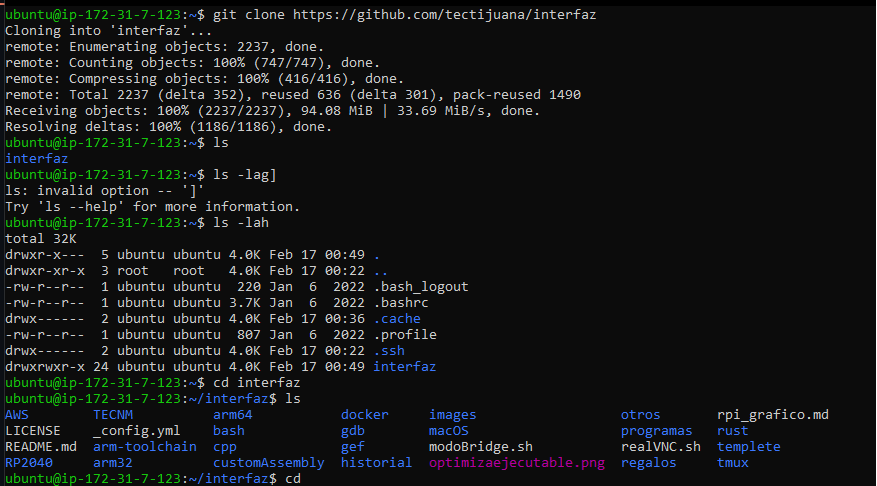 ubuntu@ip-172-31-7-123:~$ git clone https://github.com/tectijuana/interfaz
Cloning into 'interfaz'...
remote: Enumerating objects: 2237, done.
remote: Counting objects: 100% (747/747), done.
remote: Compressing objects: 100% (416/416), done.
remote: Total 2237 (delta 352), reused 636 (delta 301), pack-reused 1490
Receiving objects: 100% (2237/2237), 94.08 MiB | 33.69 MiB/s, done.
Resolving deltas: 100% (1186/1186), done.
ubuntu@ip-172-31-7-123:~$ ls
interfaz
ubuntu@ip-172-31-7-123:~$ ls -lag]
ls: invalid option -- ']'
Try 'ls --help' for more information.
ubuntu@ip-172-31-7-123:~$ ls -lah
total 32K
drwxr-x---  5 ubuntu ubuntu 4.0K Feb 17 00:49 .
drwxr-xr-x  3 root   root   4.0K Feb 17 00:22 ..
-rw-r--r--  1 ubuntu ubuntu  220 Jan  6  2022 .bash_logout
-rw-r--r--  1 ubuntu ubuntu 3.7K Jan  6  2022 .bashrc
drwx------  2 ubuntu ubuntu 4.0K Feb 17 00:36 .cache
-rw-r--r--  1 ubuntu ubuntu  807 Jan  6  2022 .profile
drwx------  2 ubuntu ubuntu 4.0K Feb 17 00:22 .ssh
drwxrwxr-x 24 ubuntu ubuntu 4.0K Feb 17 00:49 interfaz
ubuntu@ip-172-31-7-123:~$ cd interfaz
ubuntu@ip-172-31-7-123:~/interfaz$ ls
AWS        TECNM          arm64           docker     images                 otros      rpi_grafico.md
LICENSE    _config.yml    bash            gdb        macOS                  programas  rust
README.md  arm-toolchain  cpp             gef        modoBridge.sh          realVNC.sh templete
RP2040     arm32          customAssembly  historial  optimizaejecutable.png regalos    tmux
ubuntu@ip-172-31-7-123:~/interfaz$ cd